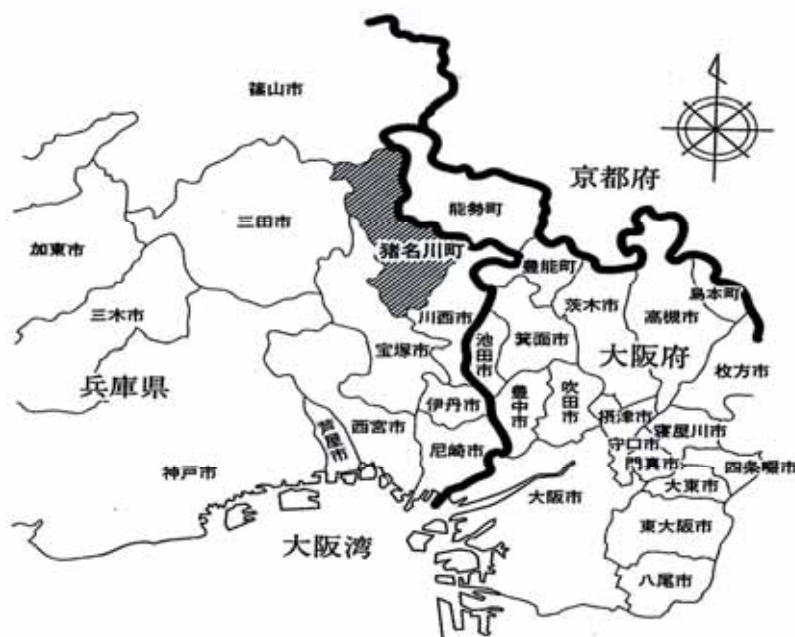 篠山市
京都府
能勢町
三田市
加東市
猪名川町
豊能町
島本町
三木市
川西市
茨木市
高槻市
池田市
箕面市
宝塚市
大阪府
枚方市
兵庫県
伊丹市
豊中市
吹田市
摂津市
芦屋市
西宮市
尼崎市
守口市
寝屋川市
門真市
四条畷市
神戸市
大東市
大阪市
東大阪市
大阪湾
八尾市